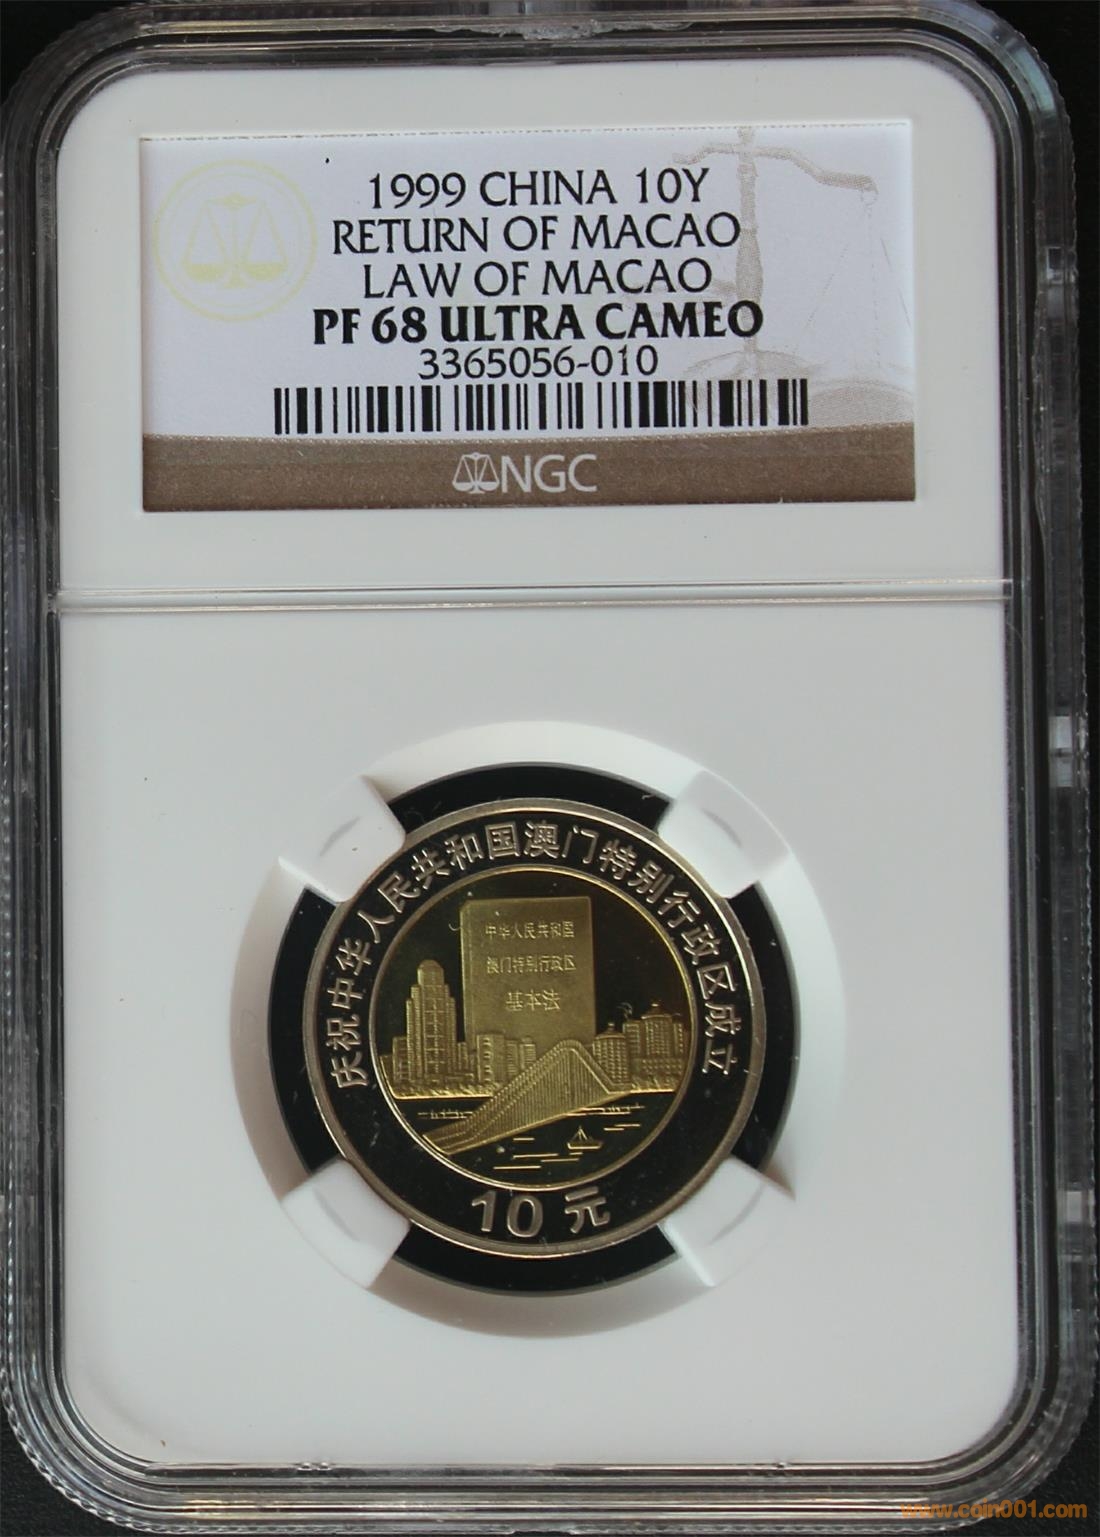 1999 CHINA 10Y
RETURN OF MACAO
LAW OF MACAO
PF 68 ULTRA CAMEO
3365056-010
NGC
庆祝中华人民共和国澳门特别行政区成立
中华人民共和国
澳门特别行政区
基本法
10 元
www.coin001.com